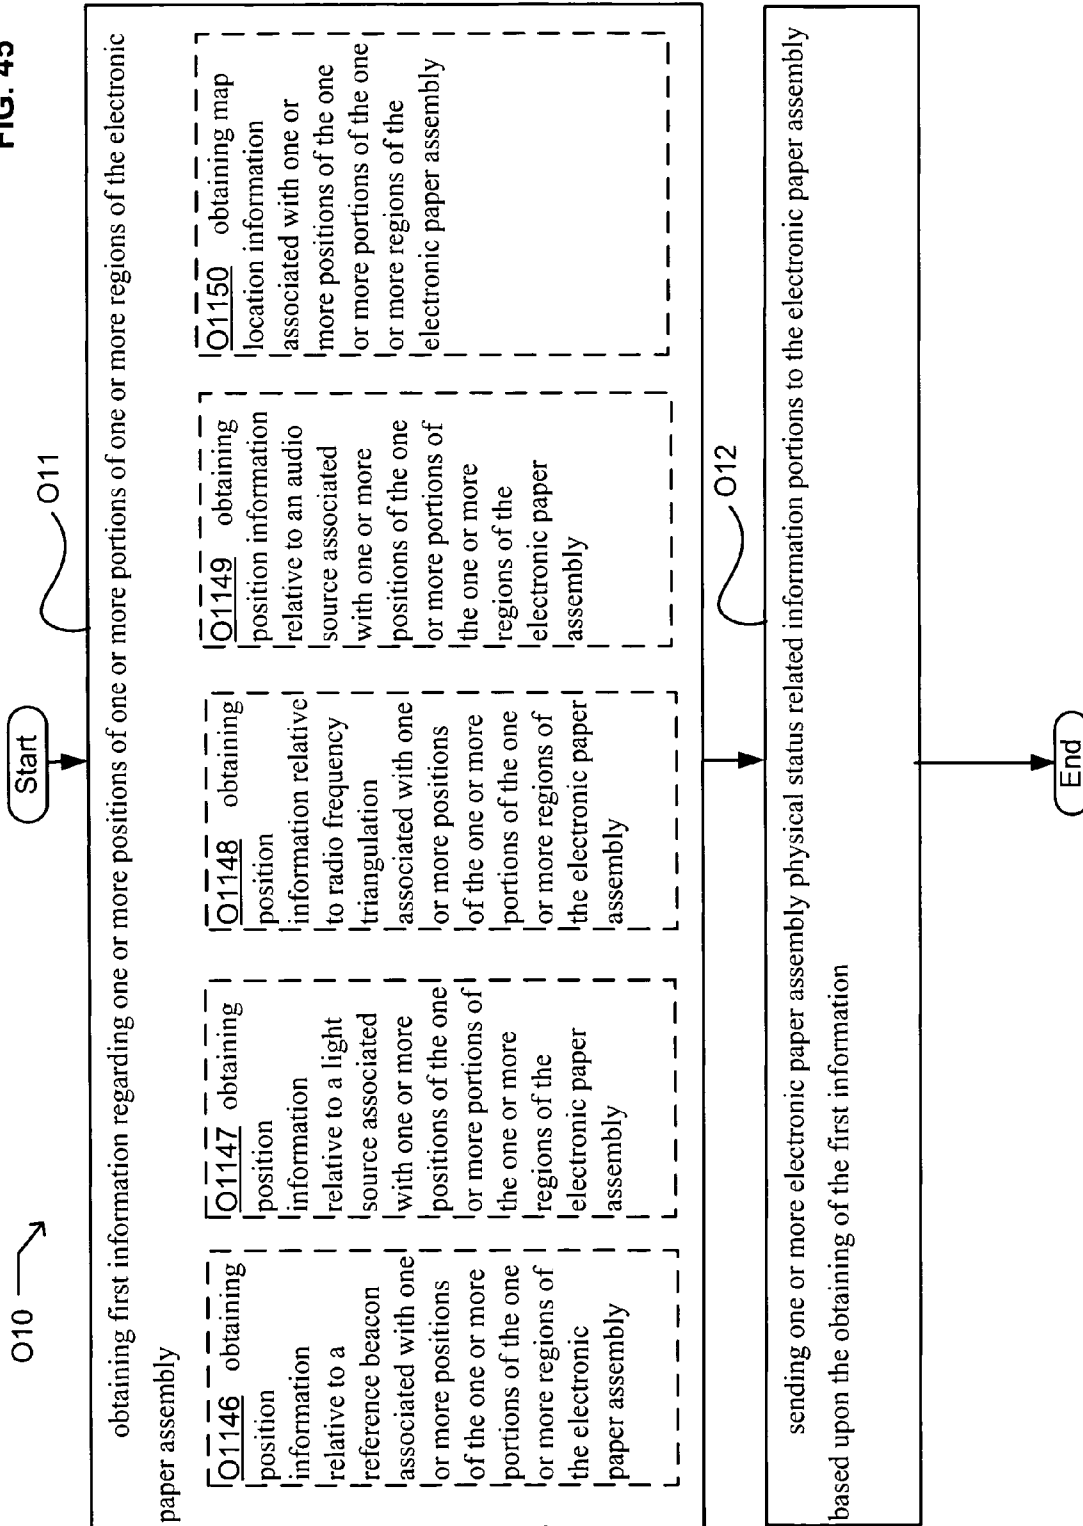 FIG. 45
O10
Start
O11
obtaining first information regarding one or more positions of one or more portions of one or more regions of the electronic
paper assembly
O1146 obtaining
position
information
relative to a
reference beacon
associated with one
or more positions
of the one or more
portions of the one
or more regions of
the electronic
paper assembly
O1147 obtaining
position
information
relative to a light
source associated
with one or more
positions of the one
or more portions of
the one or more
regions of the
electronic paper
assembly
O1148 obtaining
position
information relative
to radio frequency
triangulation
associated with one
or more positions
of the one or more
portions of the one
or more regions of
the electronic paper
assembly
O1149 obtaining
position information
relative to an audio
source associated
with one or more
positions of the one
or more portions of
the one or more
regions of the
electronic paper
assembly
O1150 obtaining map
location information
associated with one or
more positions of the one
or more portions of the one
or more regions of the
electronic paper assembly
O12
sending one or more electronic paper assembly physical status related information portions to the electronic paper assembly
based upon the obtaining of the first information
End